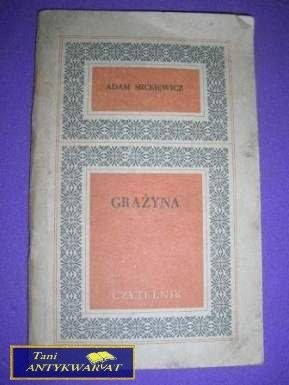 ADAM MICKIEWICZ
GRAŻYNA
CZYTELNIK
Tani
ANTYKWARYAT